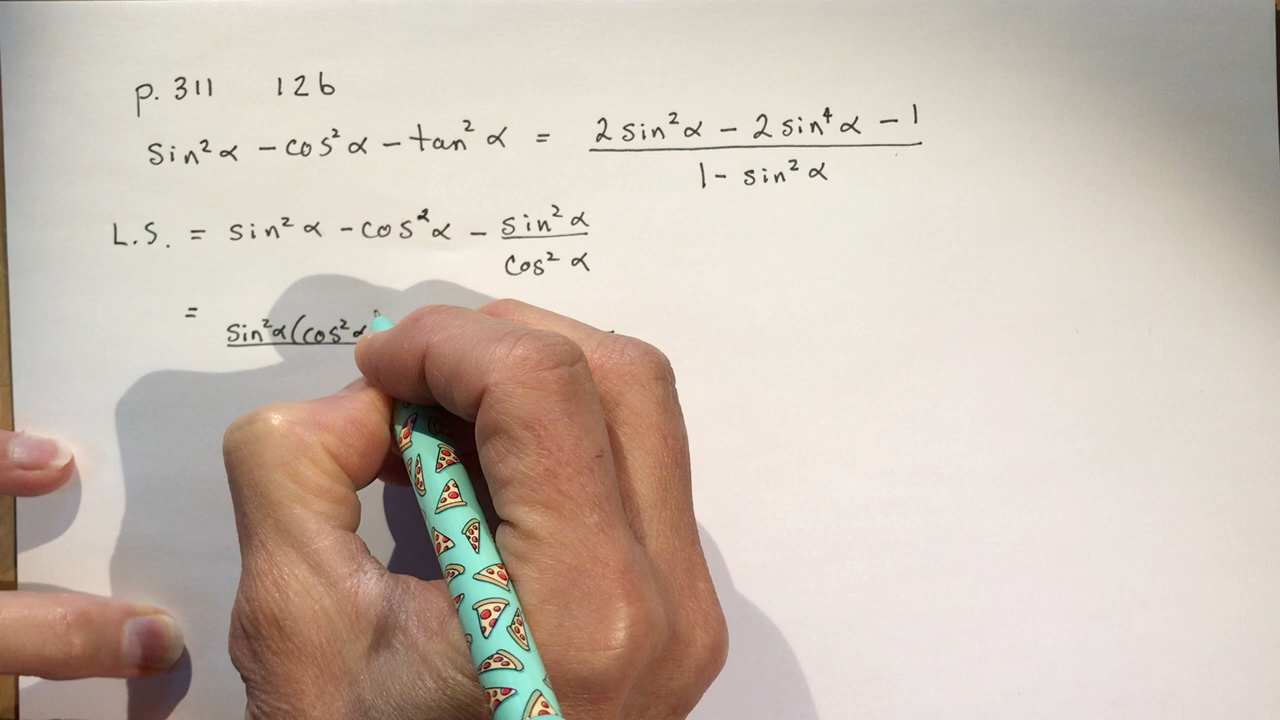 p. 311 12b
sin²α - cos²α - tan²α = (2 sin²α - 2 sin⁴α - 1) / (1 - sin²α)
L.S. = sin²α - cos²α - sin²α / cos²α
= sin²α(cos²α